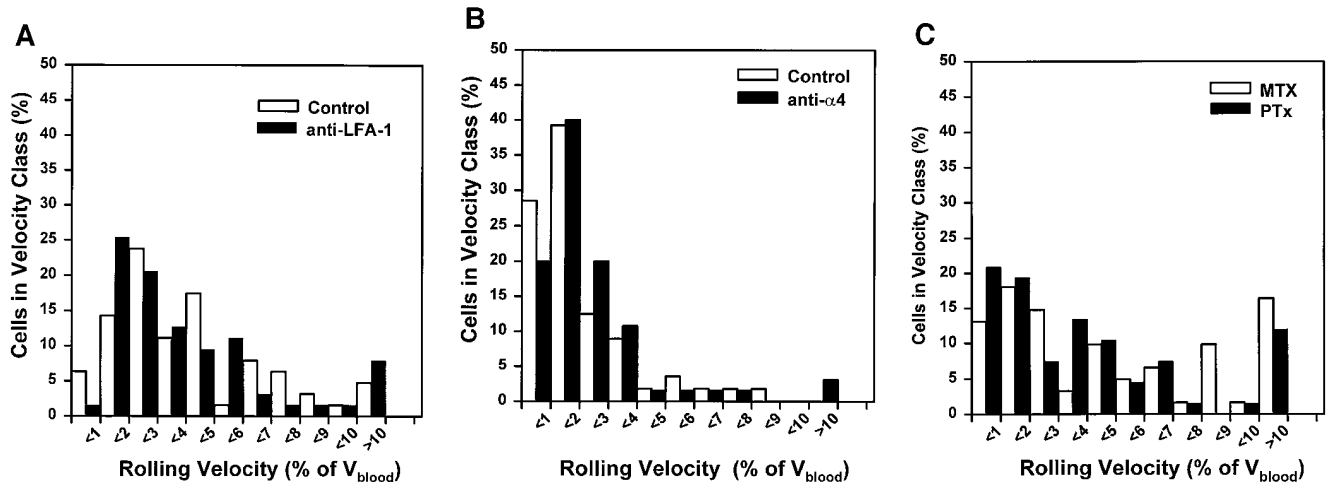 A
50
45
40
35
30
25
20
15
10
5
0
Cells in Velocity Class (%)
Control
anti-LFA-1
<1 <2 <3 <4 <5 <6 <7 <8 <9 <10 >10
Rolling Velocity (% of Vblood)
B
50
45
40
35
30
25
20
15
10
5
0
Cells in Velocity Class (%)
Control
anti-α4
<1 <2 <3 <4 <5 <6 <7 <8 <9 <10 >10
Rolling Velocity (% of Vblood)
C
50
45
40
35
30
25
20
15
10
5
0
Cells in Velocity Class (%)
MTX
PTx
<1 <2 <3 <4 <5 <6 <7 <8 <9 <10 >10
Rolling Velocity (% of Vblood)